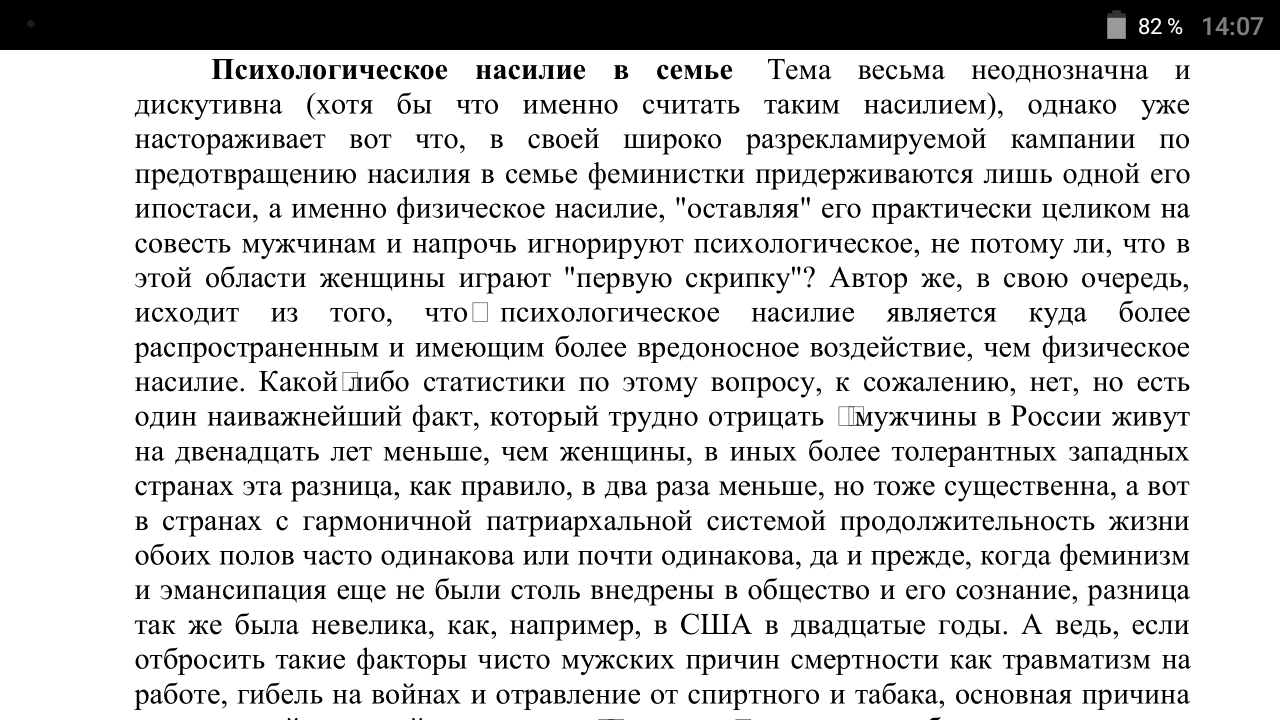 82 % 14:07
Психологическое насилие в семье Тема весьма неоднозначна и
дискутивна (хотя бы что именно считать таким насилием), однако уже
настораживает вот что, в своей широко разрекламируемой кампании по
предотвращению насилия в семье феминистки придерживаются лишь одной его
ипостаси, а именно физическое насилие, "оставляя" его практически целиком на
совесть мужчинам и напрочь игнорируют психологическое, не потому ли, что в
этой области женщины играют "первую скрипку"? Автор же, в свою очередь,
исходит из того, что психологическое насилие является куда более
распространенным и имеющим более вредоносное воздействие, чем физическое
насилие. Какой либо статистики по этому вопросу, к сожалению, нет, но есть
один наиважнейший факт, который трудно отрицать мужчины в России живут
на двенадцать лет меньше, чем женщины, в иных более толерантных западных
странах эта разница, как правило, в два раза меньше, но тоже существенна, а вот
в странах с гармоничной патриархальной системой продолжительность жизни
обоих полов часто одинакова или почти одинакова, да и прежде, когда феминизм
и эмансипация еще не были столь внедрены в общество и его сознание, разница
так же была невелика, как, например, в США в двадцатые годы. А ведь, если
отбросить такие факторы чисто мужских причин смертности как травматизм на
работе, гибель на войнах и отравление от спиртного и табака, основная причина